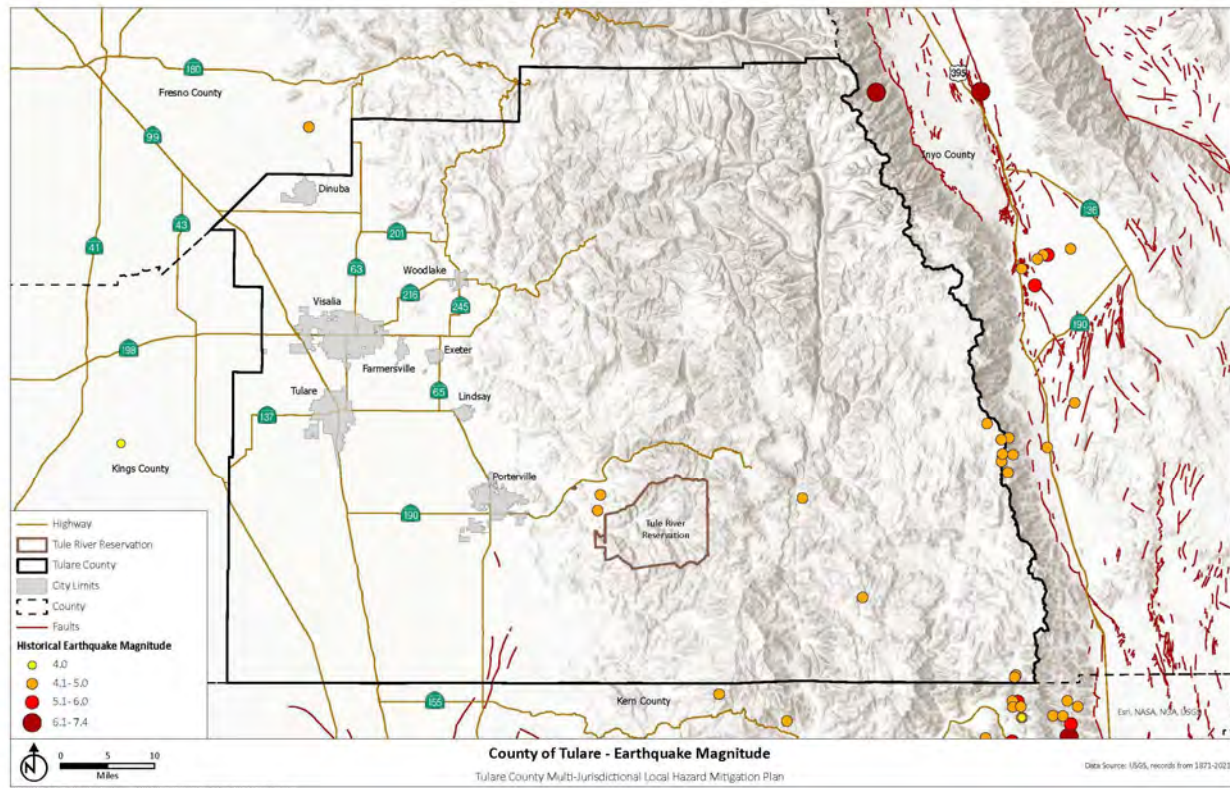 180
Fresno County
395
99
Inyo County
Dinuba
136
43
201
41
63
Woodlake
216
245
Visalia
190
198
Exeter
Farmersville
65
Tulare
Lindsay
137
Kings County
Porterville
190
Tule River
Reservation
Highway
Tule River Reservation
Tulare County
City Limits
County
Faults
Historical Earthquake Magnitude
4.0
4.1- 5.0
5.1- 6.0
6.1- 7.4
155
Kern County
Esri, NASA, NGA, USGS
N
0 5 10
Miles
County of Tulare - Earthquake Magnitude
Tulare County Multi-Jurisdictional Local Hazard Mitigation Plan
Data Source: USGS, records from 1871-2021